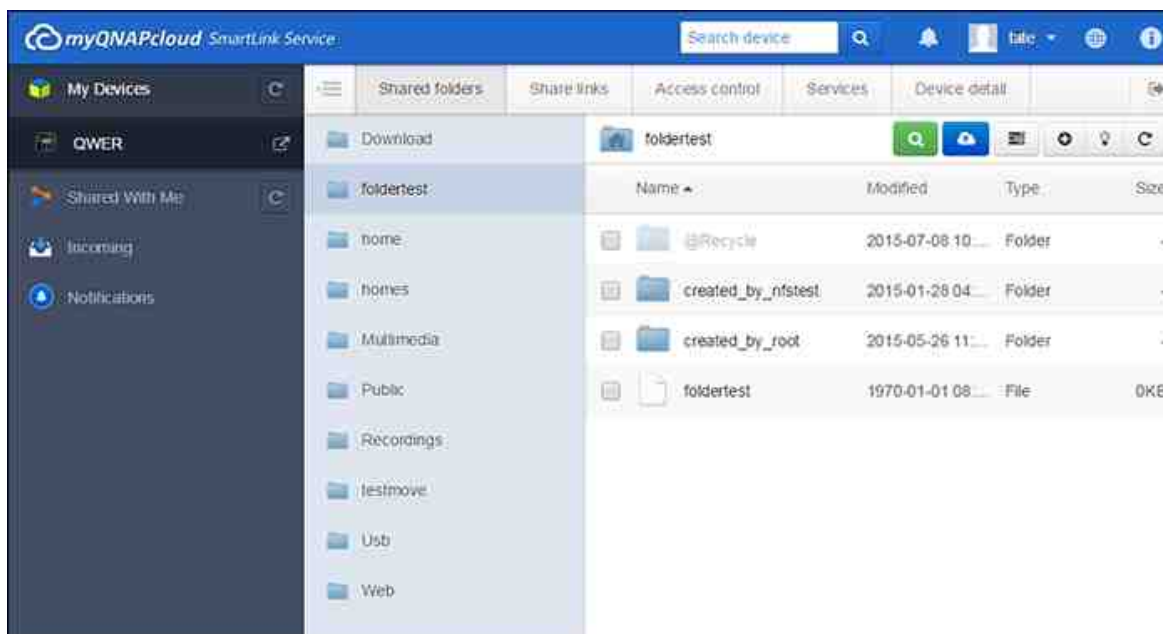 myQNAPcloud SmartLink Service
Search device
tate
My Devices
QWER
Shared With Me
Incoming
Notifications
Shared folders
Share links
Access control
Services
Device detail
Download
foldertest
home
homes
Multimedia
Public
Recordings
testmove
Usb
Web
foldertest
Name Modified Type Size
@Recycle 2015-07-08 10:... Folder -
created_by_nfstest 2015-01-28 04:... Folder -
created_by_root 2015-05-26 11:... Folder -
foldertest 1970-01-01 08:... File 0KB